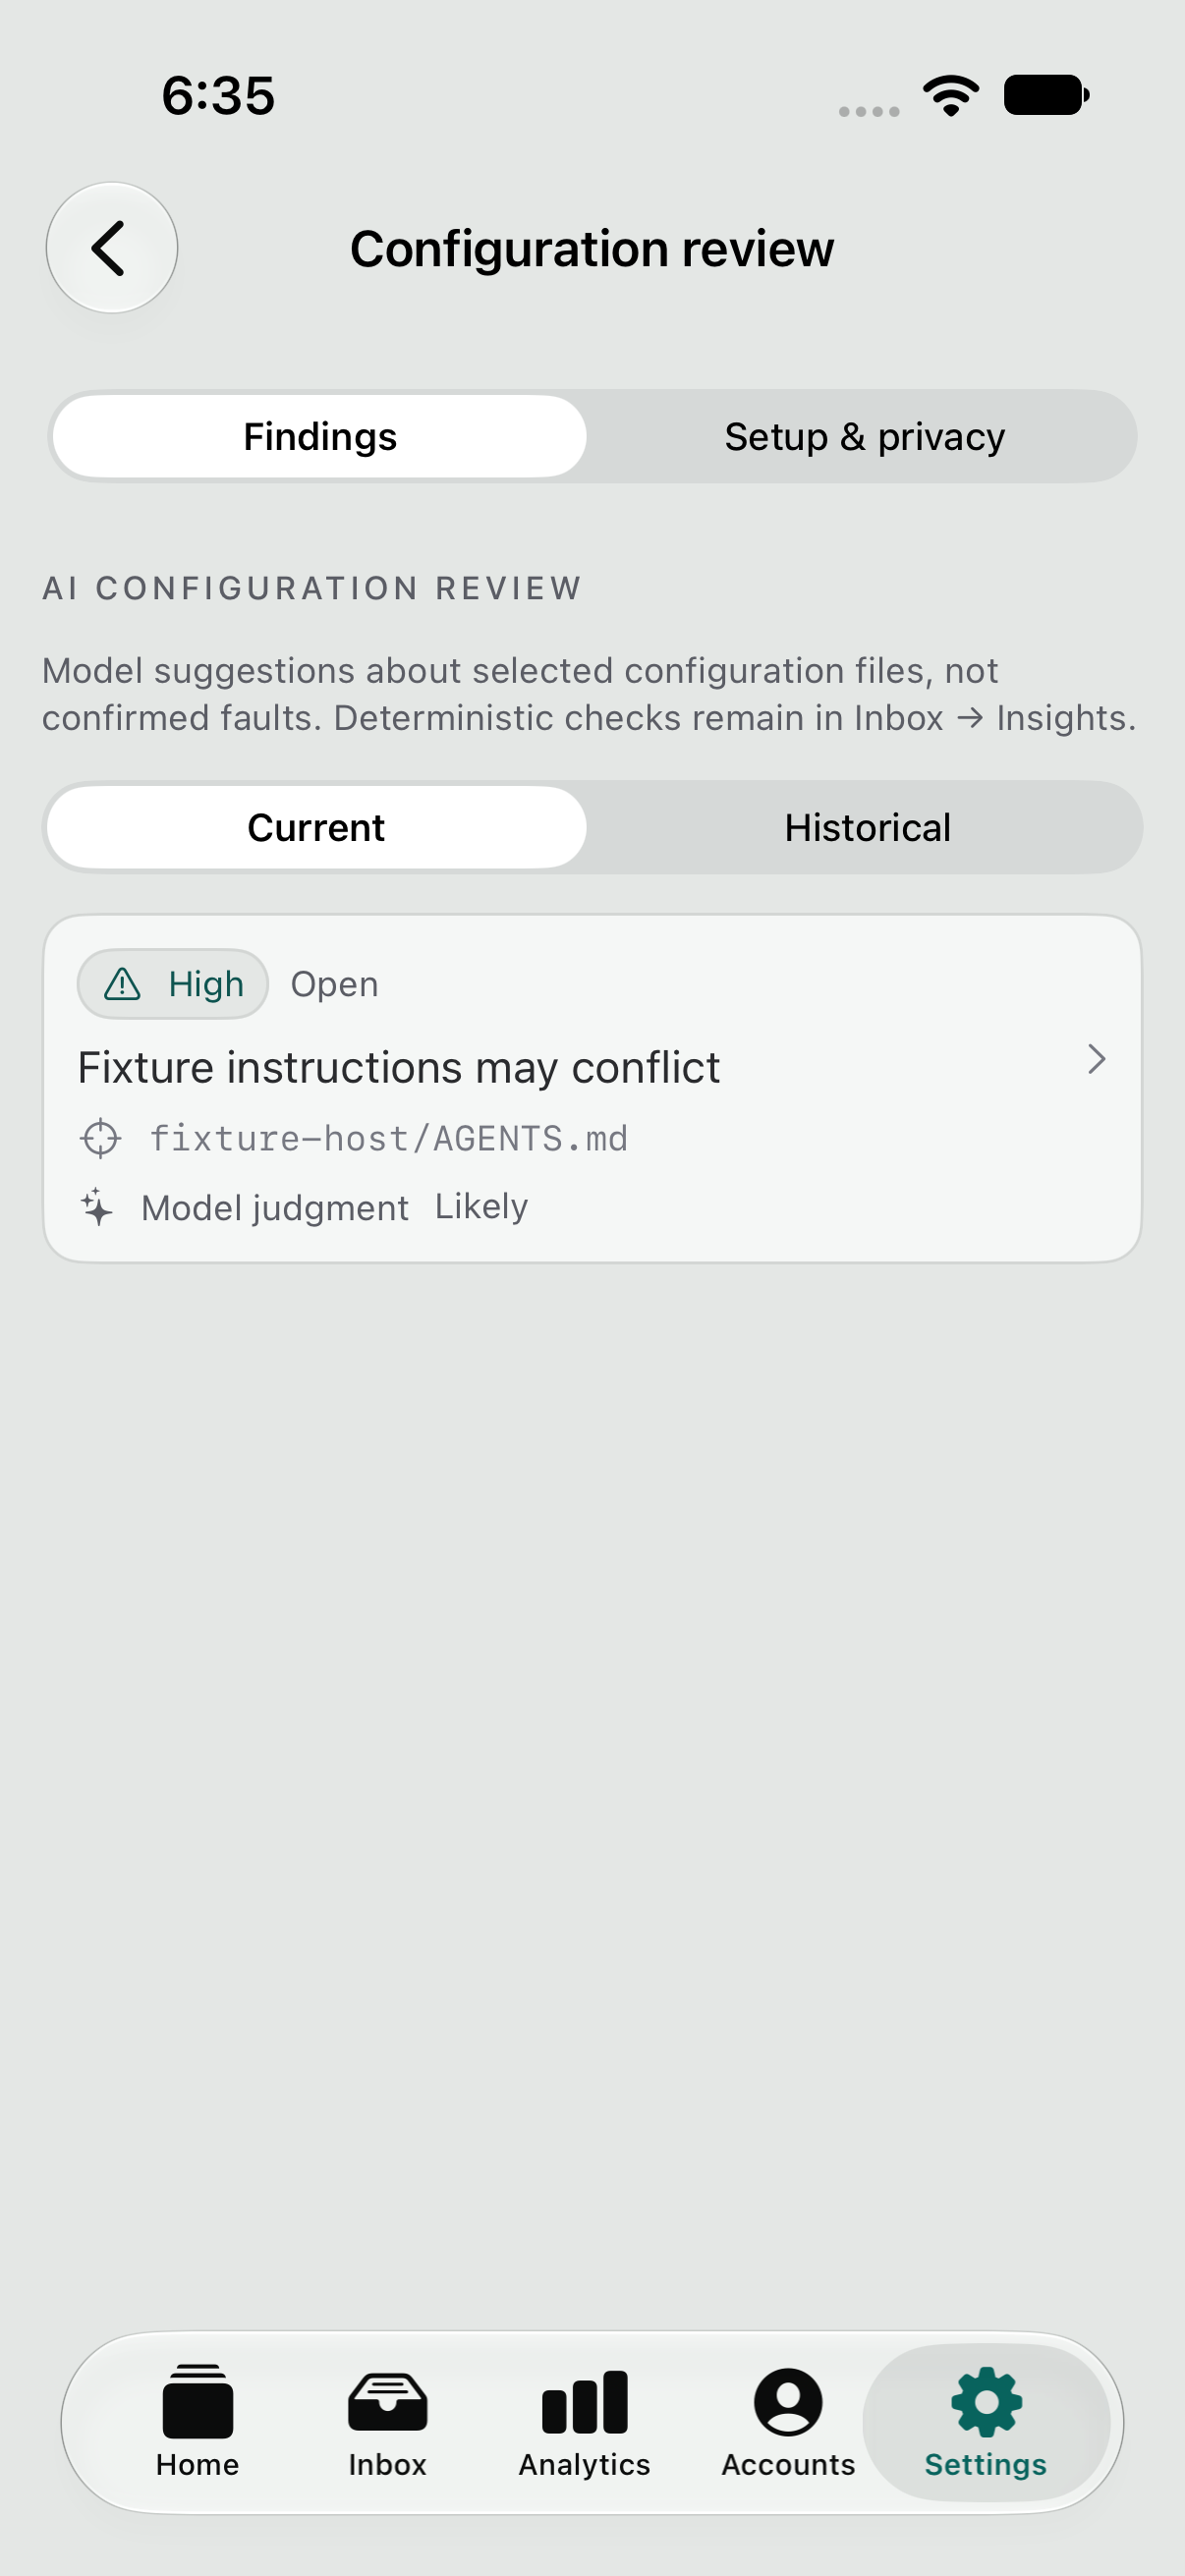 6:35
Configuration review
Findings
Setup & privacy
AI CONFIGURATION REVIEW
Model suggestions about selected configuration files, not
confirmed faults. Deterministic checks remain in Inbox → Insights.
Current
Historical
High Open
Fixture instructions may conflict
fixture-host/AGENTS.md
Model judgment Likely
Home
Inbox
Analytics
Accounts
Settings